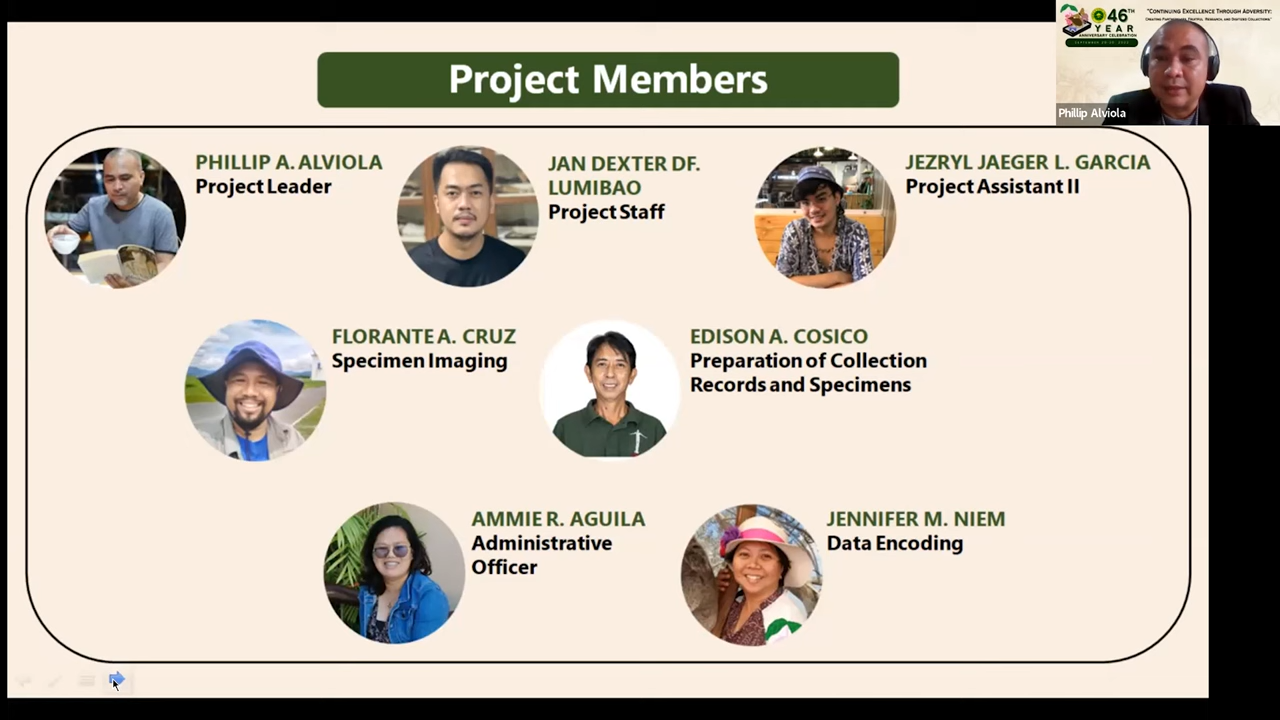 Project Members
PHILLIP A. ALVIOLA
Project Leader
JAN DEXTER DF.
LUMIBAO
Project Staff
JEZRYL JAEGER L. GARCIA
Project Assistant II
FLORANTE A. CRUZ
Specimen Imaging
EDISON A. COSICO
Preparation of Collection
Records and Specimens
AMMIE R. AGUILA
Administrative
Officer
JENNIFER M. NIEM
Data Encoding
46TH
YEAR
ANNIVERSARY CELEBRATION
"CONTINUING EXCELLENCE THROUGH ADVERSITY:
Phillip Alviola